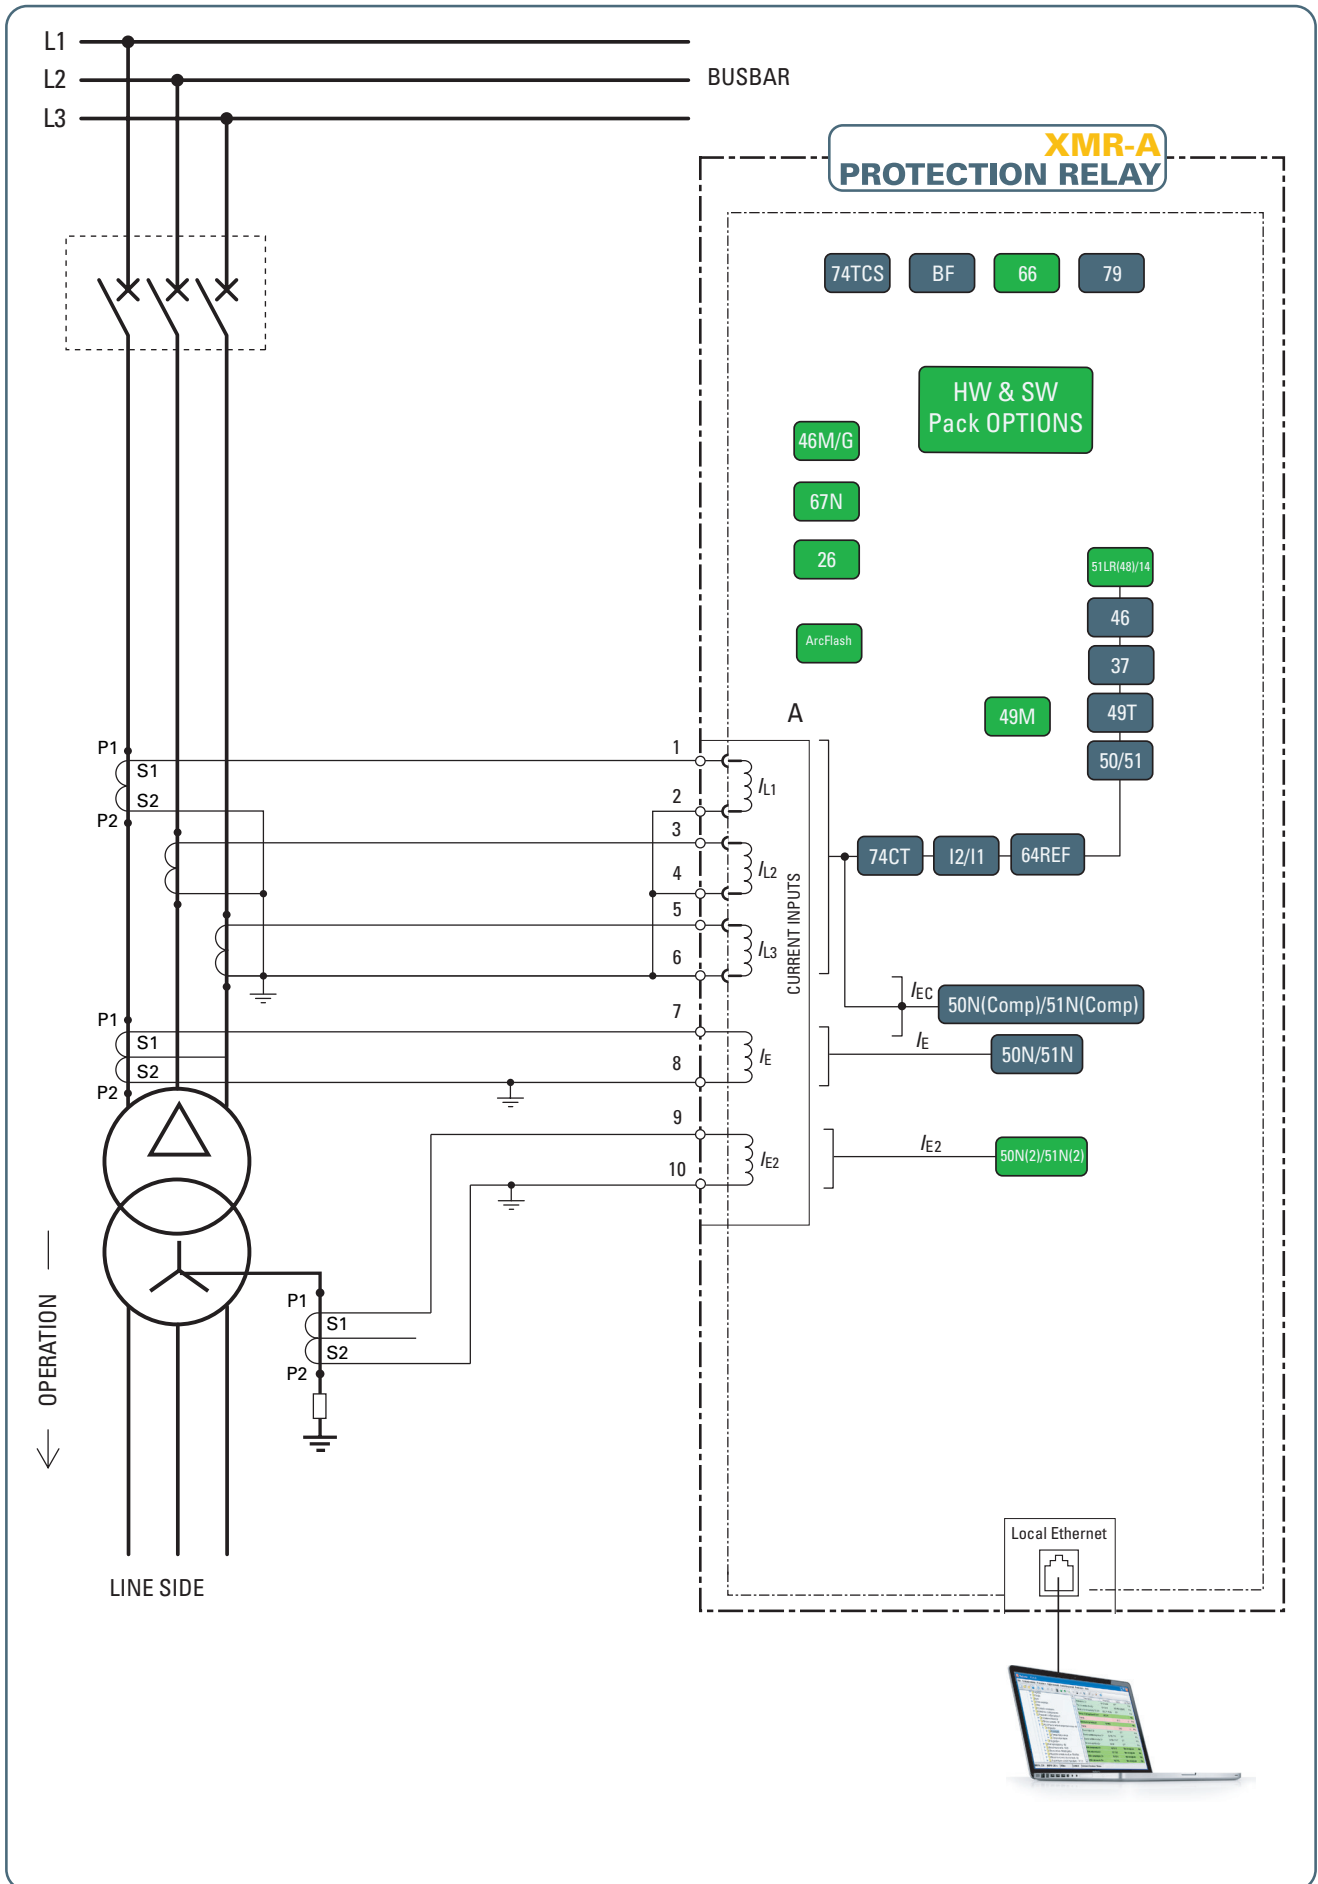 L1
L2
BUSBAR
L3
XMR-A
PROTECTION RELAY
74TCS
BF
66
79
HW & SW
Pack OPTIONS
46M/G
67N
26
51LR(48)/14
46
ArcFlash
37
49M
49T
A
50/51
P1
S1
S2
P2
1
2
3
4
5
6
IL1
IL2
IL3
CURRENT INPUTS
74CT
I2/I1
64REF
IEC
50N(Comp)/51N(Comp)
P1
S1
S2
P2
7
8
IE
IE
50N/51N
9
10
IE2
IE2
50N(2)/51N(2)
OPERATION
P1
S1
S2
P2
LINE SIDE
Local Ethernet